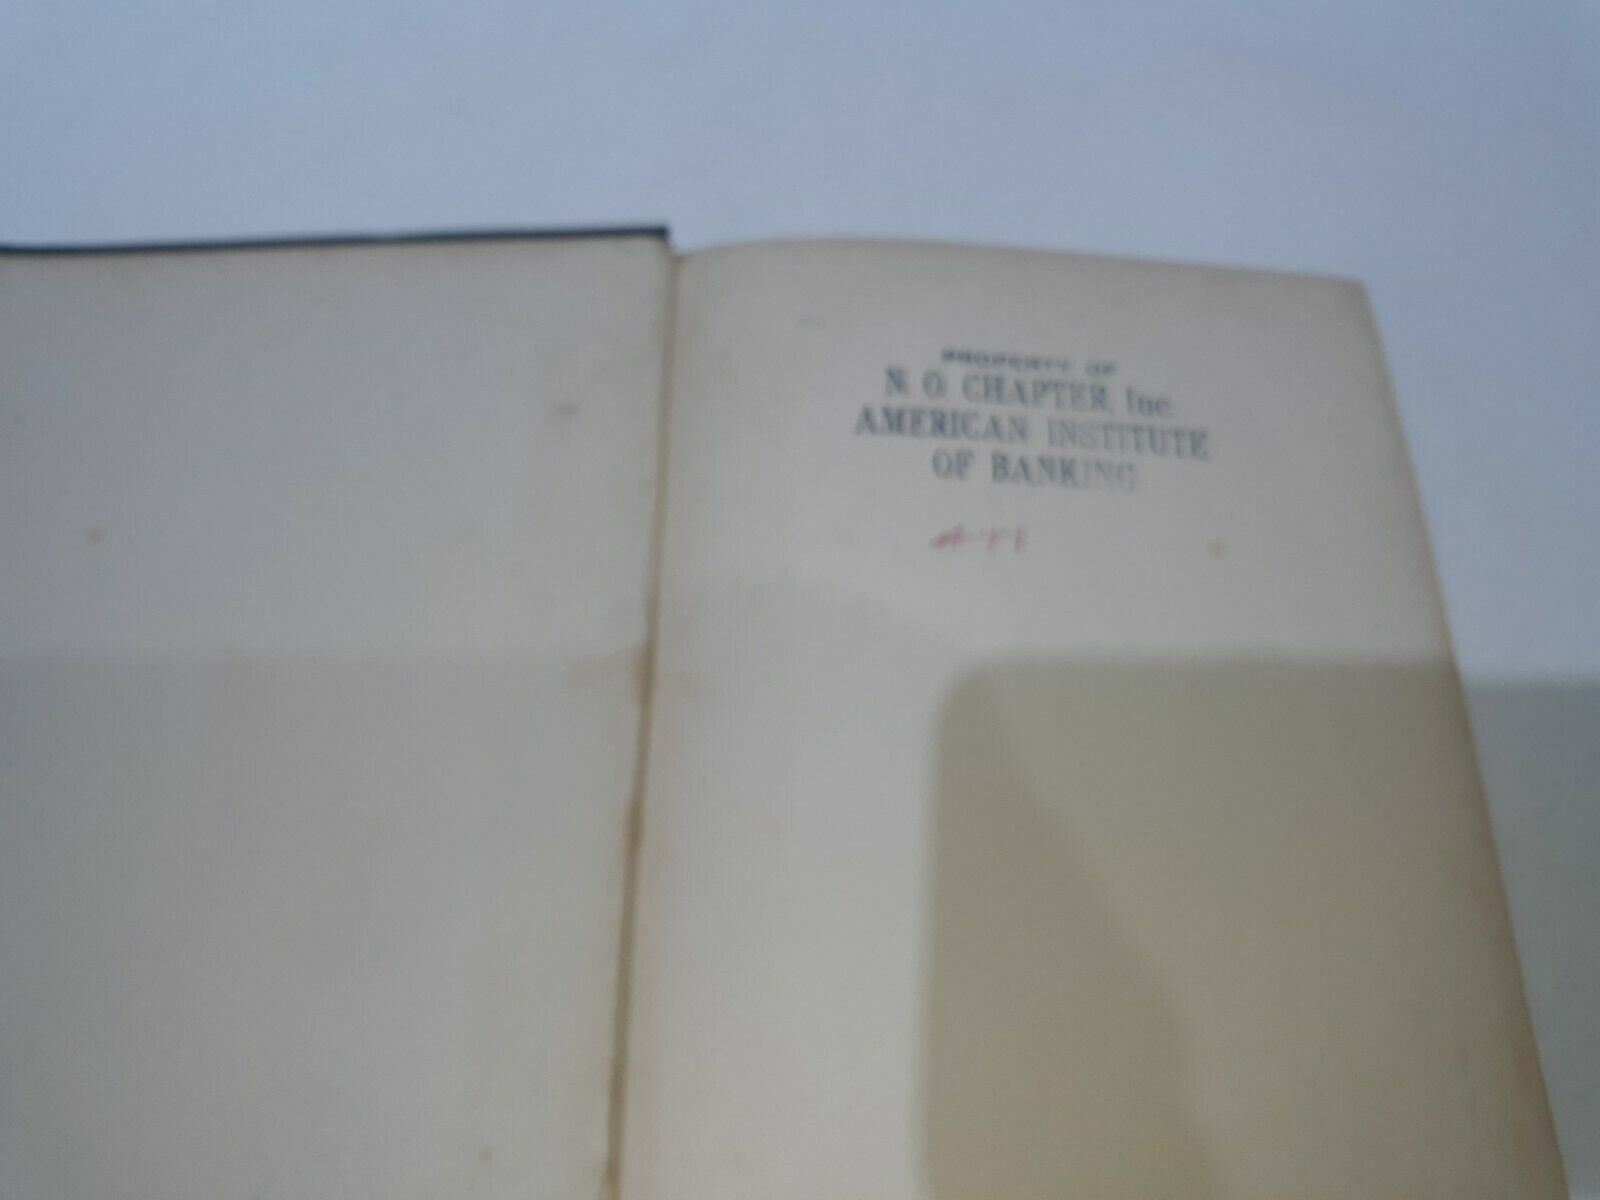 PROPERTY OF
N. O. CHAPTER, Inc.
AMERICAN INSTITUTE
OF BANKING